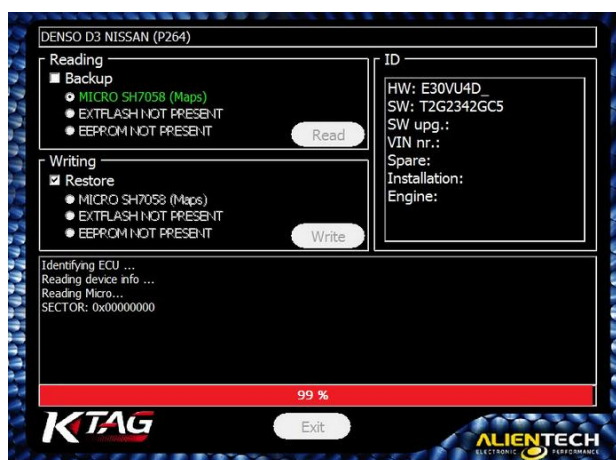 DENSO D3 NISSAN (P264)
Reading
Backup
MICRO SH7058 (Maps)
EXTFLASH NOT PRESENT
EEPROM NOT PRESENT
Read
Writing
Restore
MICRO SH7058 (Maps)
EXTFLASH NOT PRESENT
EEPROM NOT PRESENT
Write
ID
HW: E30VU4D_
SW: T2G2342GC5
SW upg.:
VIN nr.:
Spare:
Installation:
Engine:
Identifying ECU ...
Reading device info ...
Reading Micro...
SECTOR: 0x00000000
99 %
KTAG
Exit
ALIENTECH
ELECTRONIC PERFORMANCE